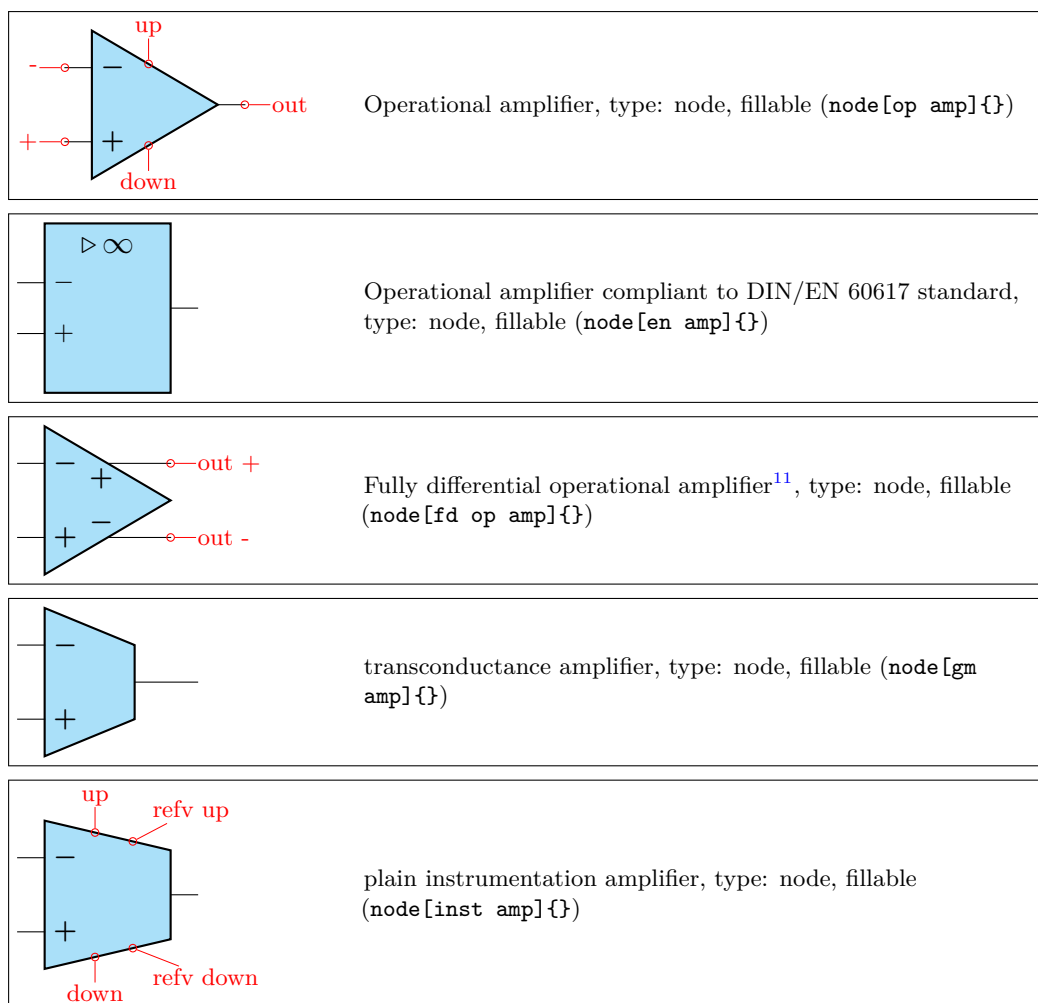 up
-
−
out
Operational amplifier, type: node, fillable (node[op amp]{})
+
+
down
▷ ∞
−
Operational amplifier compliant to DIN/EN 60617 standard,
type: node, fillable (node[en amp]{})
+
−
+
out +
Fully differential operational amplifier11, type: node, fillable
(node[fd op amp]{})
+
−
out -
−
transconductance amplifier, type: node, fillable (node[gm
amp]{})
+
up
refv up
−
plain instrumentation amplifier, type: node, fillable
(node[inst amp]{})
+
down
refv down